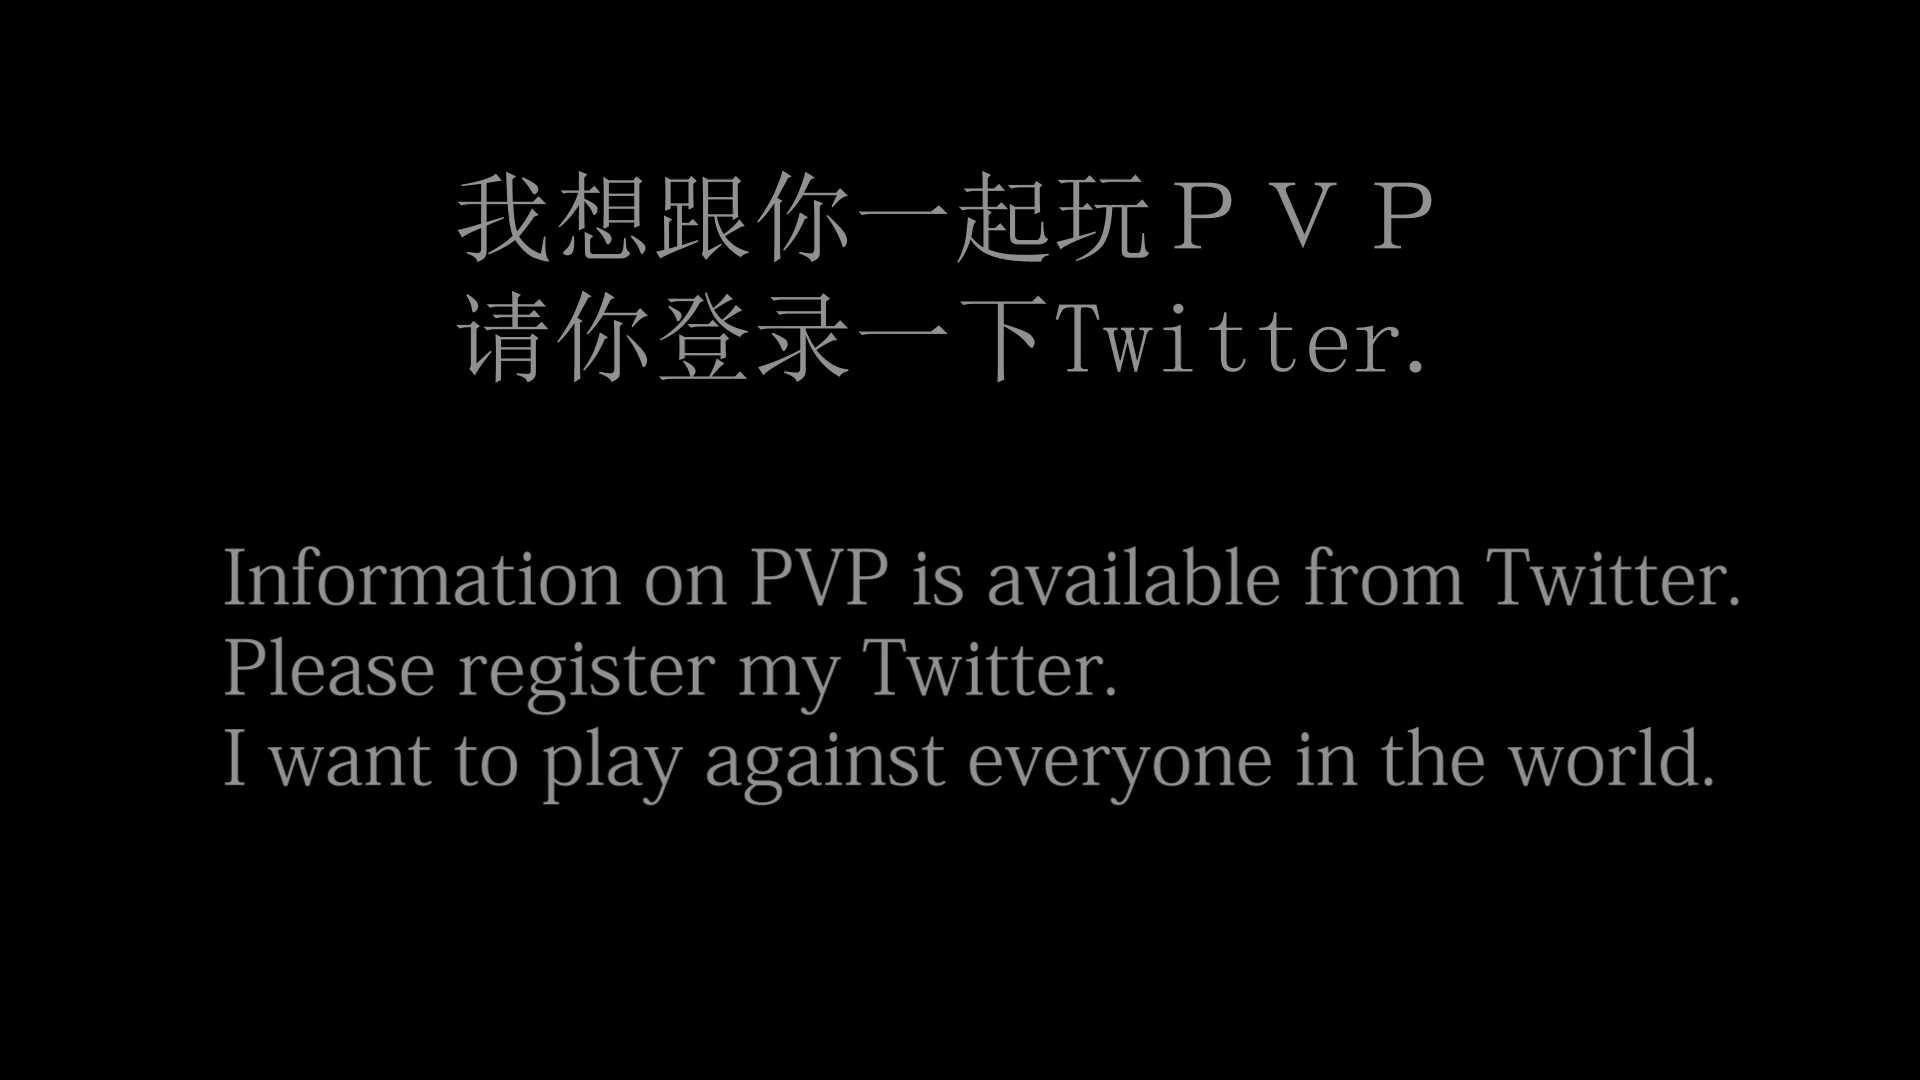 我想跟你一起玩ＰＶＰ
请你登录一下Twitter.
Information on PVP is available from Twitter.
Please register my Twitter.
I want to play against everyone in the world.